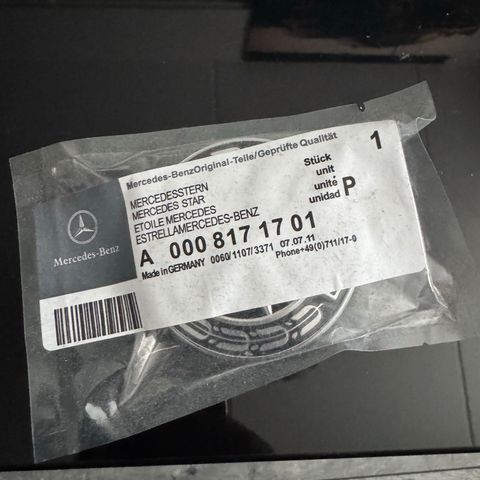 Mercedes-BenzOriginal-Teile/Geprüfte Qualität
1
MERCEDESSTERN
MERCEDES STAR
ETOILE MERCEDES
ESTRELLAMERCEDES-BENZ
Stück
unit
unité
unidad
P
A 000 817 17 01
Made in GERMANY 0060/1107/3371 07.07.11
Phone+49(0)711/17-0
Mercedes-Benz